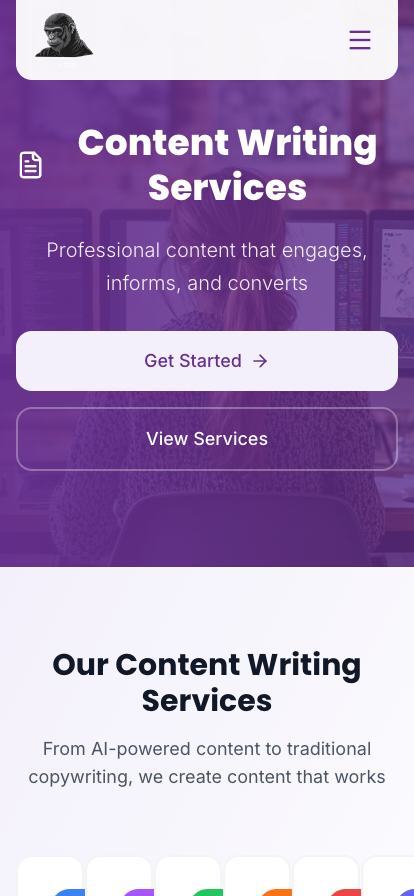 Content Writing
Services
Professional content that engages,
informs, and converts
Get Started →
View Services
Our Content Writing
Services
From AI-powered content to traditional
copywriting, we create content that works